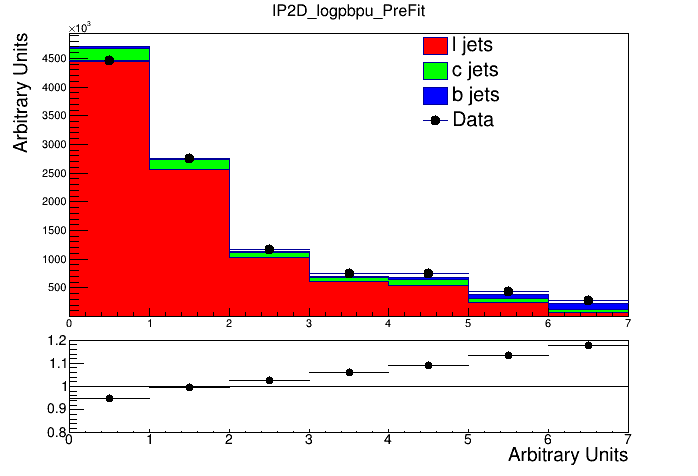 IP2D_logpbpu_PreFit
×10³
Arbitrary Units
4500
4000
3500
3000
2500
2000
1500
1000
500
l jets
c jets
b jets
Data
0 1 2 3 4 5 6 7
1.2
1.1
1
0.9
0.8
0 1 2 3 4 5 6 7
Arbitrary Units